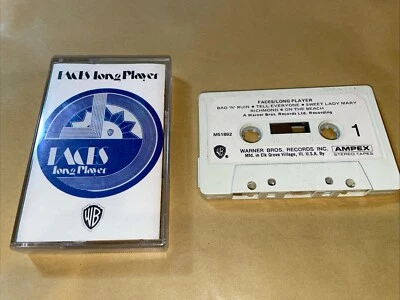 FACES long Player
FACES
long Player
WB
FACES/LONG PLAYER
BAD 'N' RUIN • TELL EVERYONE • SWEET LADY MARY
RICHMOND • ON THE BEACH
A Warner Bros. Records Ltd. Recording
M51892
1
WARNER BROS. RECORDS INC.
Mfd. in Elk Grove Village, Ill. U.S.A. By
AMPEX
STEREO TAPES